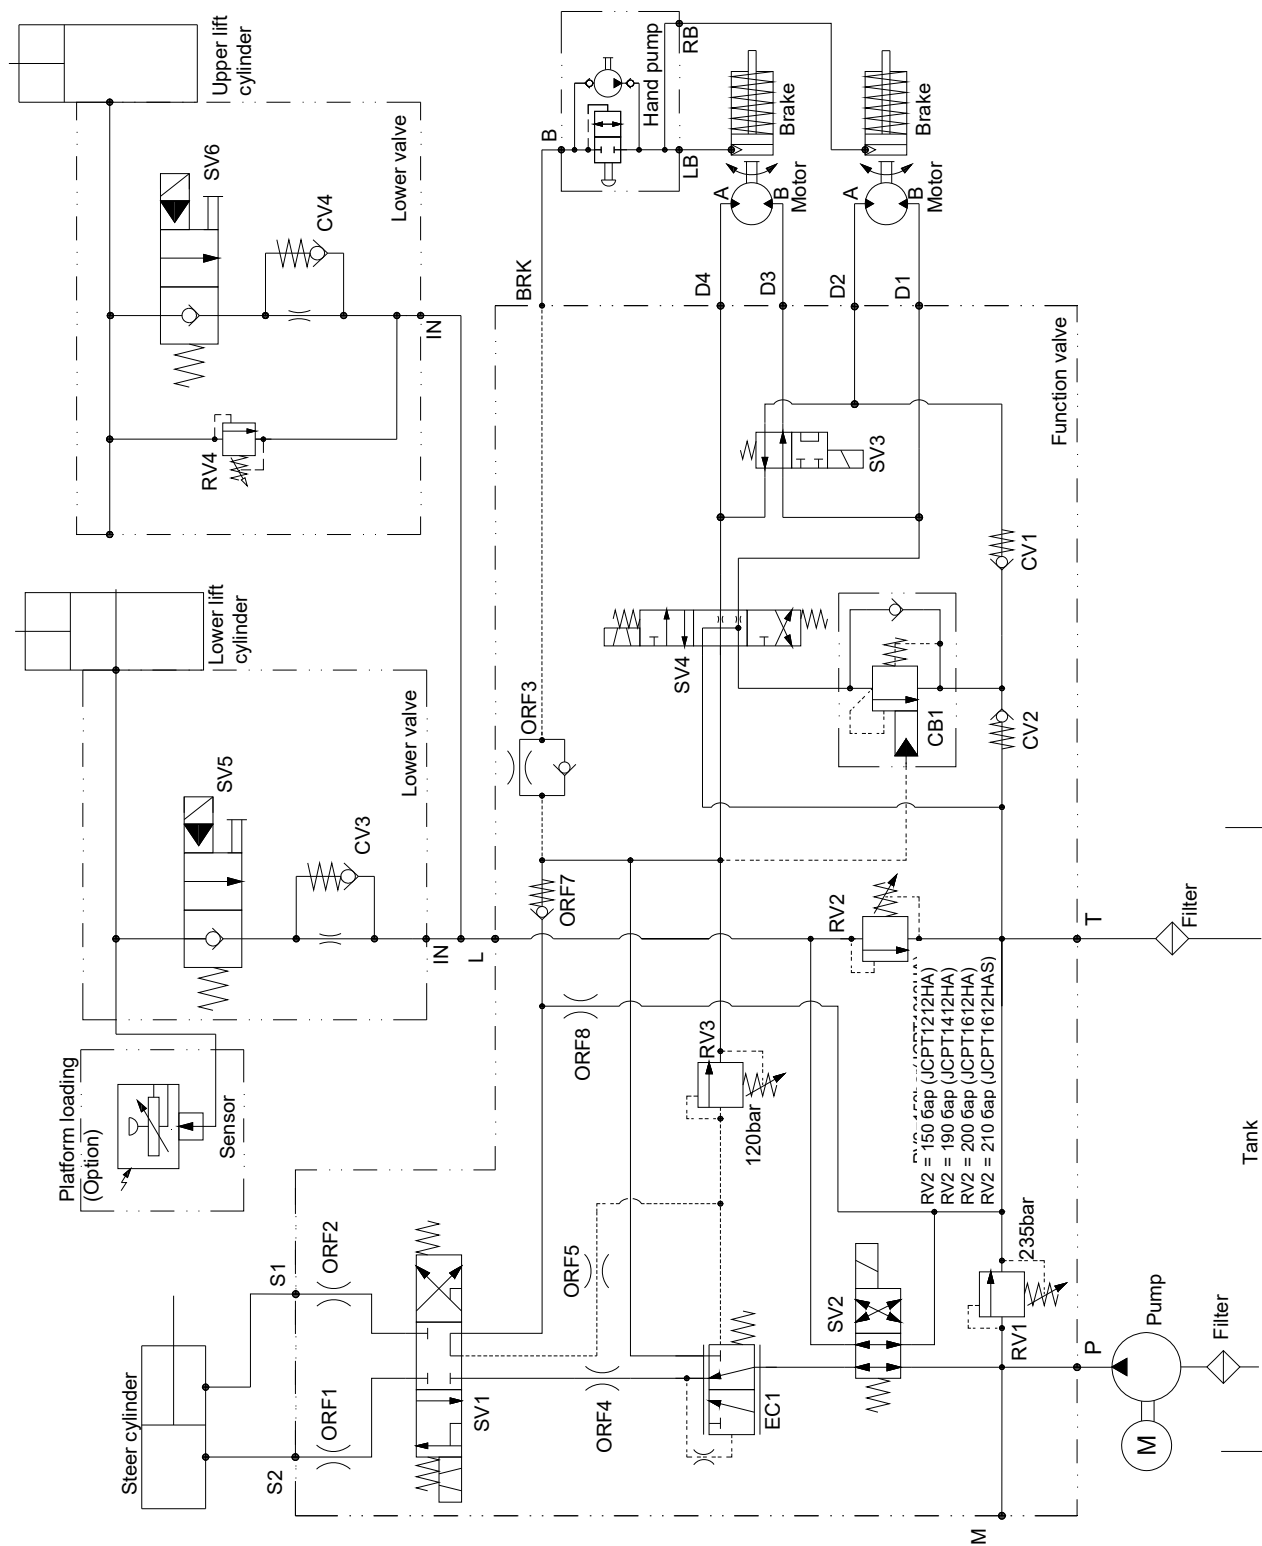 Upper lift
cylinder
SV6
CV4
Lower valve
RV4
IN
Lower lift
cylinder
SV5
CV3
Lower valve
IN
L
Platform loading
(Option)
Sensor
Steer cylinder
S1
S2
ORF2
ORF1
SV1
ORF5
ORF4
EC1
ORF8
RV3
120bar
ORF7
ORF3
BRK
B
Hand pump
RB
LB
Brake
Brake
A
B
Motor
A
B
Motor
D4
D3
D2
D1
Function valve
SV3
SV4
CB1
CV1
CV2
RV2
RV2 = 150 бар (JCPT1212HA)
RV2 = 190 бар (JCPT1412HA)
RV2 = 200 бар (JCPT1612HA)
RV2 = 210 бар (JCPT1612HAS)
T
Filter
Tank
SV2
235bar
RV1
P
Pump
Filter
M
M